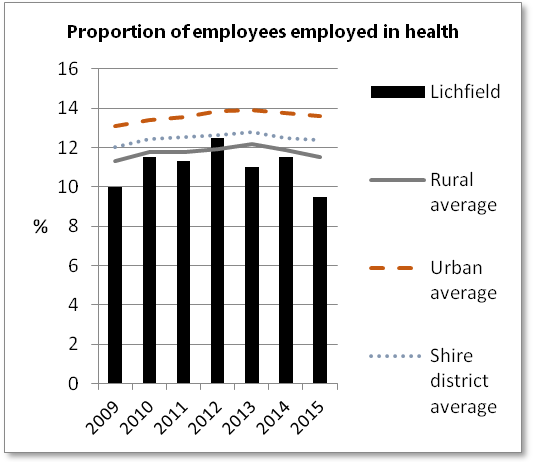 Proportion of employees employed in health
16
14
12
10
8
6
4
2
0
%
2009
2010
2011
2012
2013
2014
2015
Lichfield
Rural
average
Urban
average
Shire
district
average